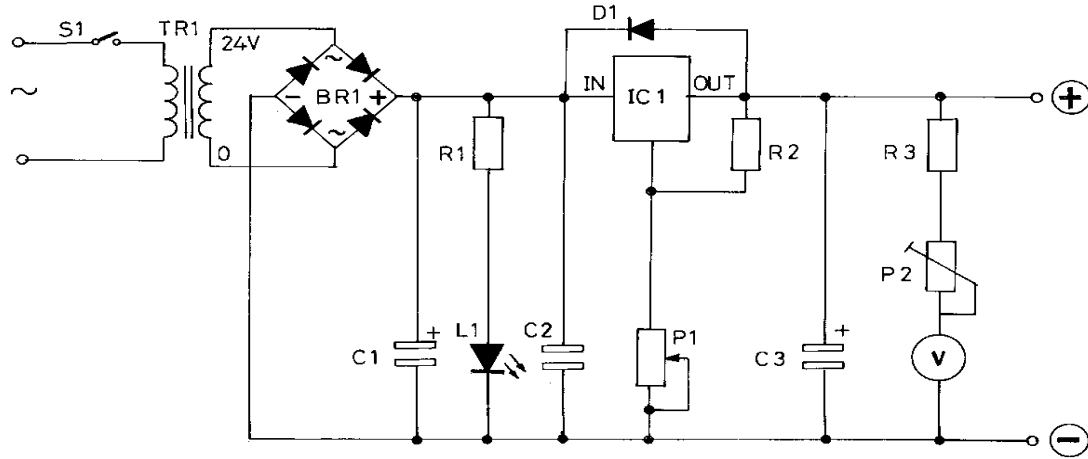 S1
TR1
24V
0
~
~
BR1
~
-
+
D1
IN
IC1
OUT
+
R1
R2
R3
P2
L1
C1
+
C2
P1
C3
+
V
-